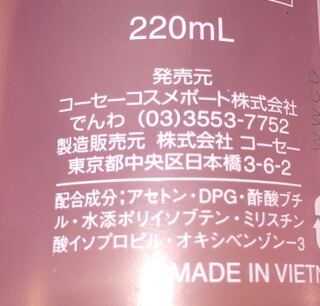 220mL
発売元
コーセーコスメポート株式会社
でんわ (03)3553-7752
製造販売元 株式会社 コーセー
東京都中央区日本橋3-6-2
配合成分;アセトン・DPG・酢酸ブチ
ル・水添ポリイソブテン・ミリスチン
酸イソプロピル・オキシベンゾン-3
MADE IN VIETN